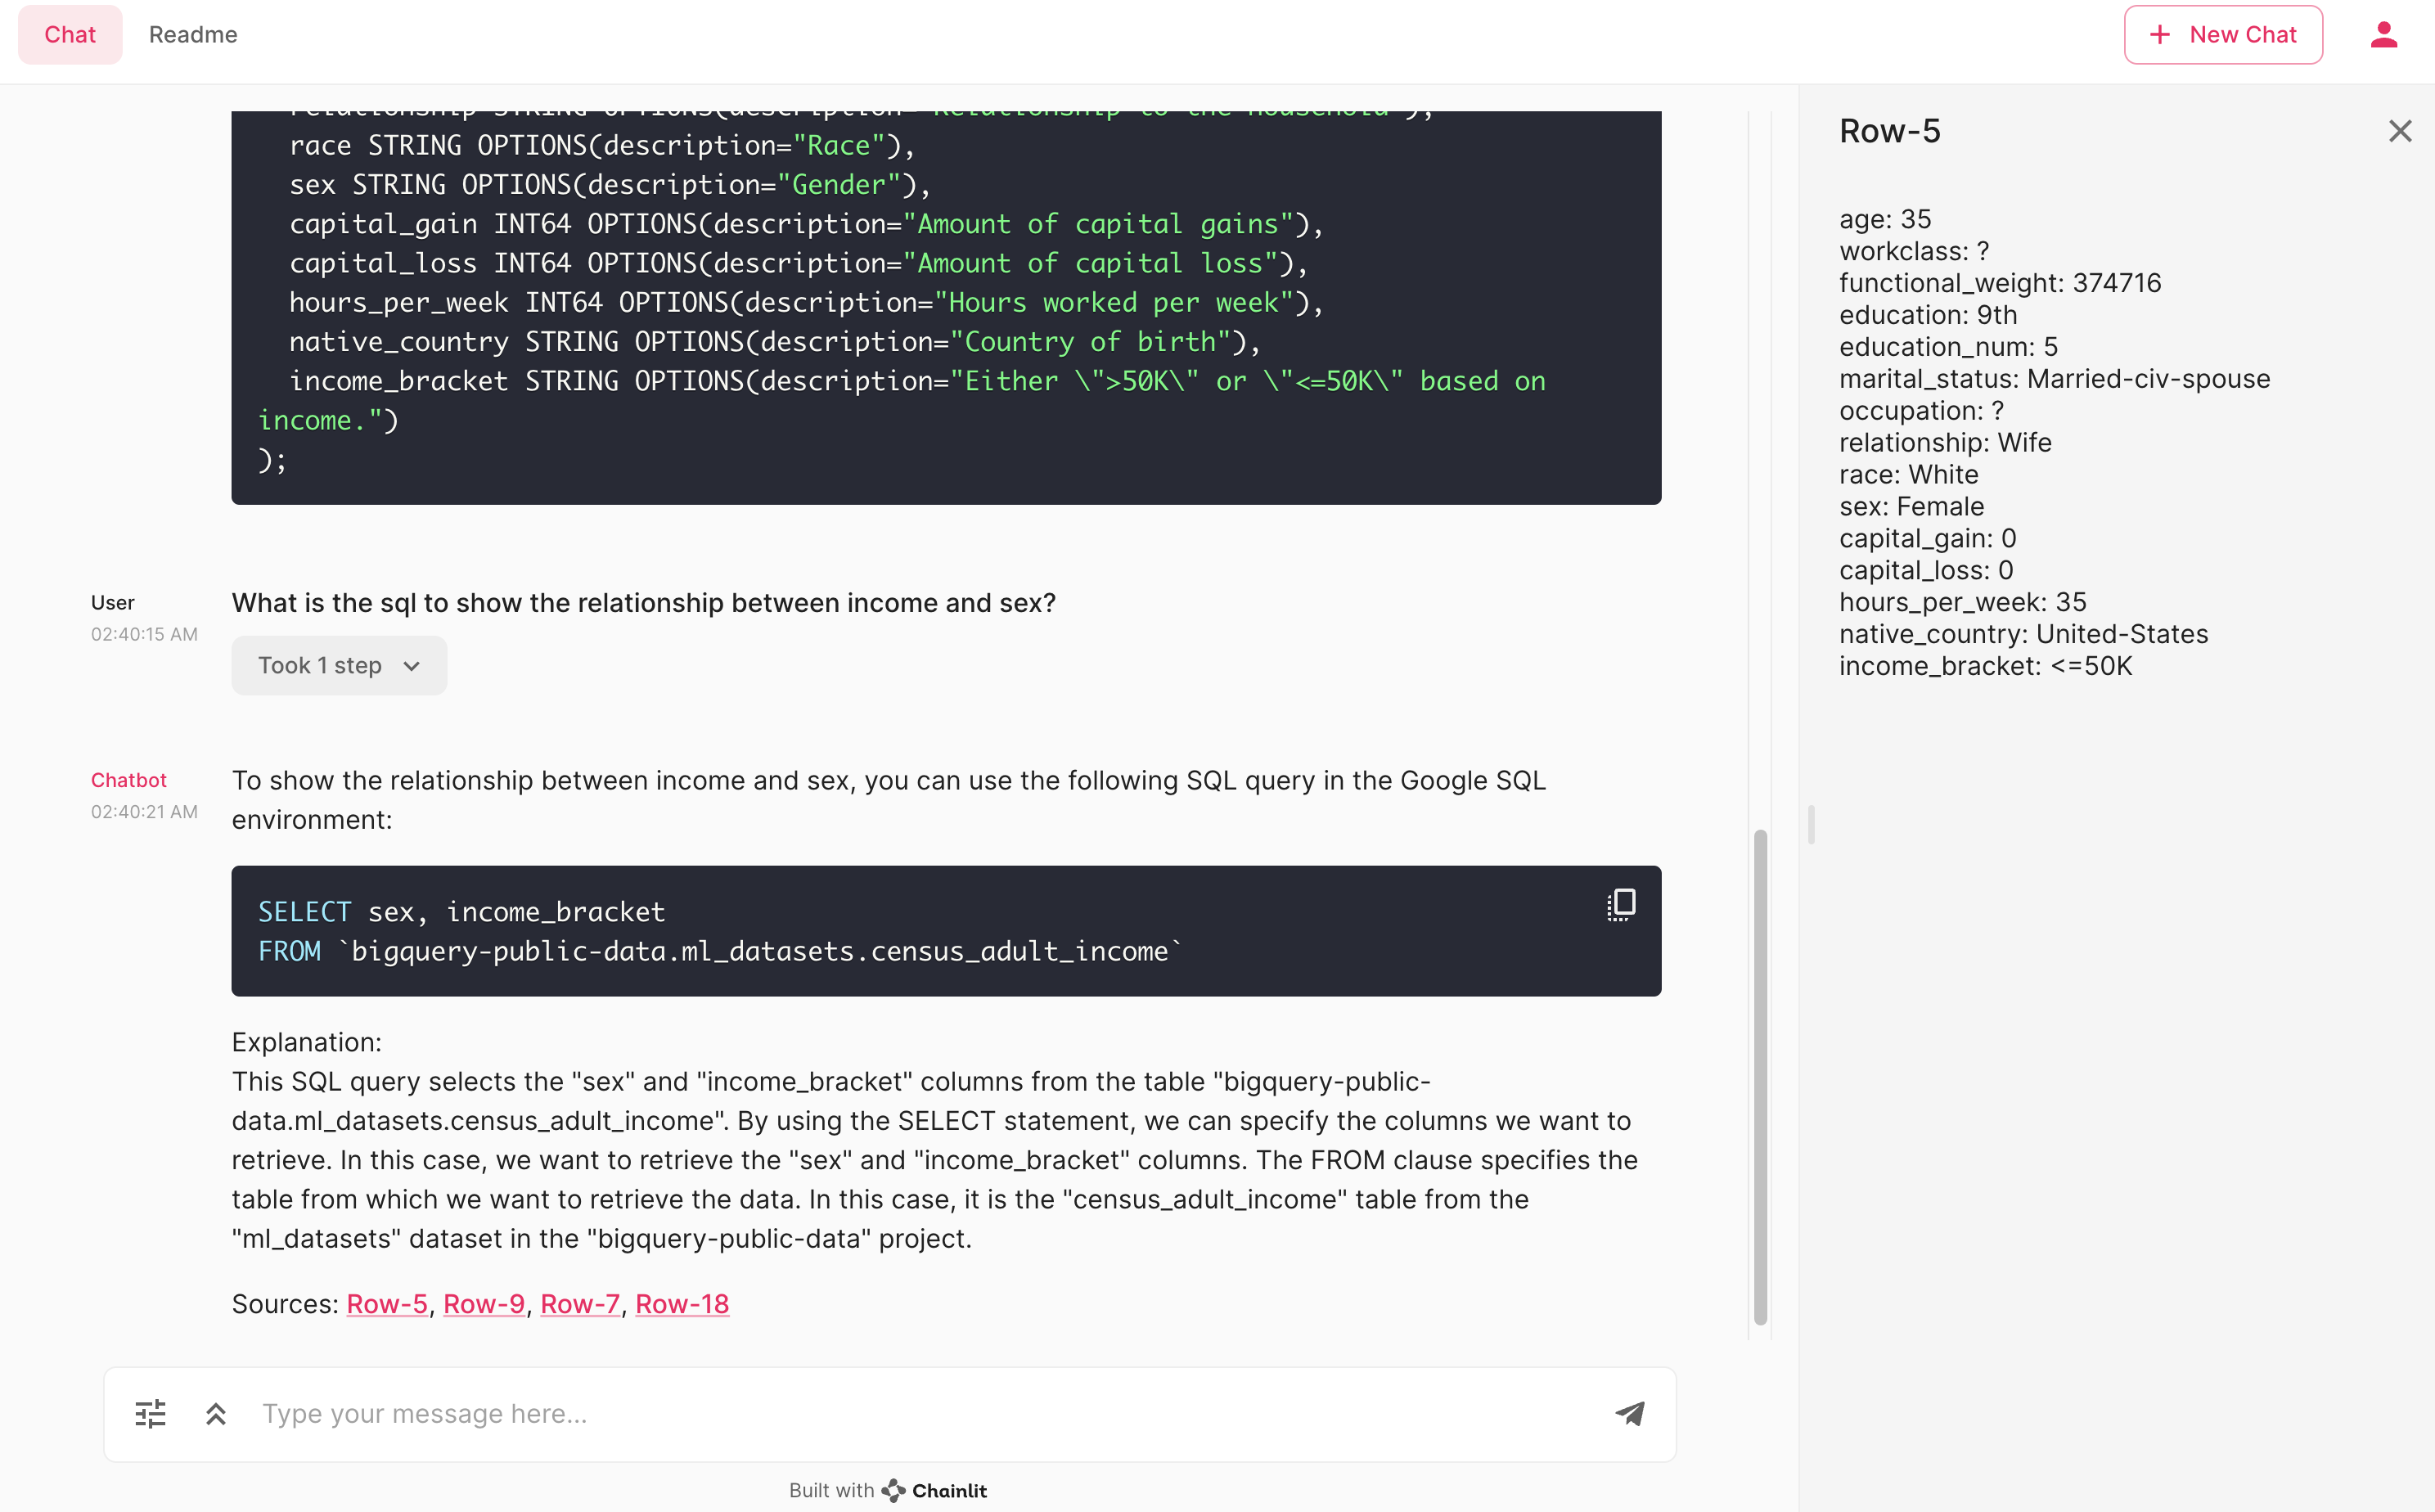 Chat
Readme
New Chat
relationship STRING OPTIONS(description="Relationship to the household"),
race STRING OPTIONS(description="Race"),
sex STRING OPTIONS(description="Gender"),
capital_gain INT64 OPTIONS(description="Amount of capital gains"),
capital_loss INT64 OPTIONS(description="Amount of capital loss"),
hours_per_week INT64 OPTIONS(description="Hours worked per week"),
native_country STRING OPTIONS(description="Country of birth"),
income_bracket STRING OPTIONS(description="Either \">50K\" or \"<=50K\" based on
income.")
);
User
02:40:15 AM
What is the sql to show the relationship between income and sex?
Took 1 step
Chatbot
02:40:21 AM
To show the relationship between income and sex, you can use the following SQL query in the Google SQL
environment:
SELECT sex, income_bracket
FROM `bigquery-public-data.ml_datasets.census_adult_income`
Explanation:
This SQL query selects the "sex" and "income_bracket" columns from the table "bigquery-public-
data.ml_datasets.census_adult_income". By using the SELECT statement, we can specify the columns we want to
retrieve. In this case, we want to retrieve the "sex" and "income_bracket" columns. The FROM clause specifies the
table from which we want to retrieve the data. In this case, it is the "census_adult_income" table from the
"ml_datasets" dataset in the "bigquery-public-data" project.
Sources: Row-5, Row-9, Row-7, Row-18
Type your message here...
Built with Chainlit
Row-5
age: 35
workclass: ?
functional_weight: 374716
education: 9th
education_num: 5
marital_status: Married-civ-spouse
occupation: ?
relationship: Wife
race: White
sex: Female
capital_gain: 0
capital_loss: 0
hours_per_week: 35
native_country: United-States
income_bracket: <=50K